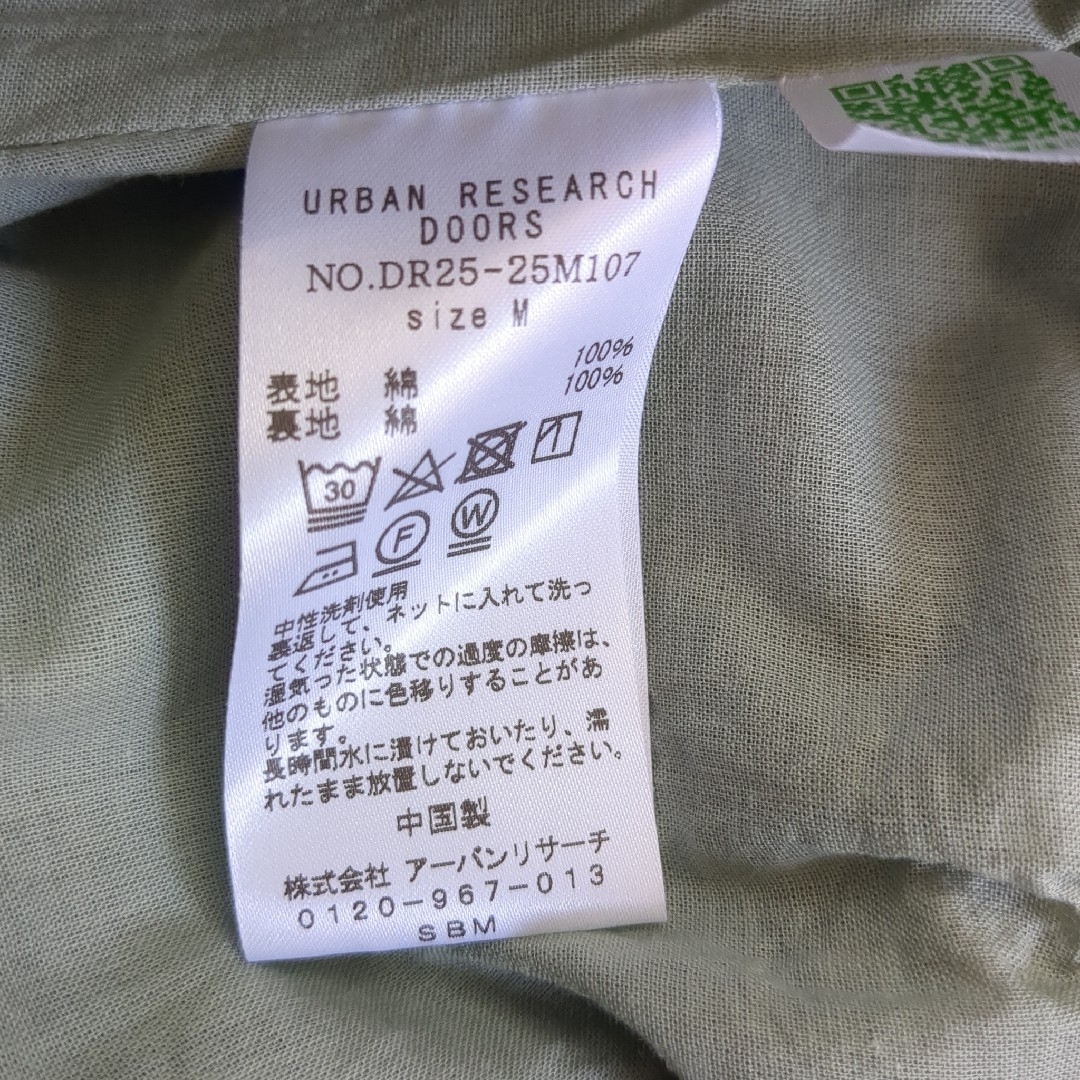 URBAN RESEARCH
DOORS
NO.DR25-25M107
size M
表地 綿 100%
裏地 綿 100%
30
F
W
中性洗剤使用
裏返して、ネットに入れて洗っ
てください。
湿気った状態での過度の摩擦は、
他のものに色移りすることがあ
ります。
長時間水に漬けておいたり、濡
れたまま放置しないでください。
中国製
株式会社 アーバンリサーチ
0120-967-013
SBM